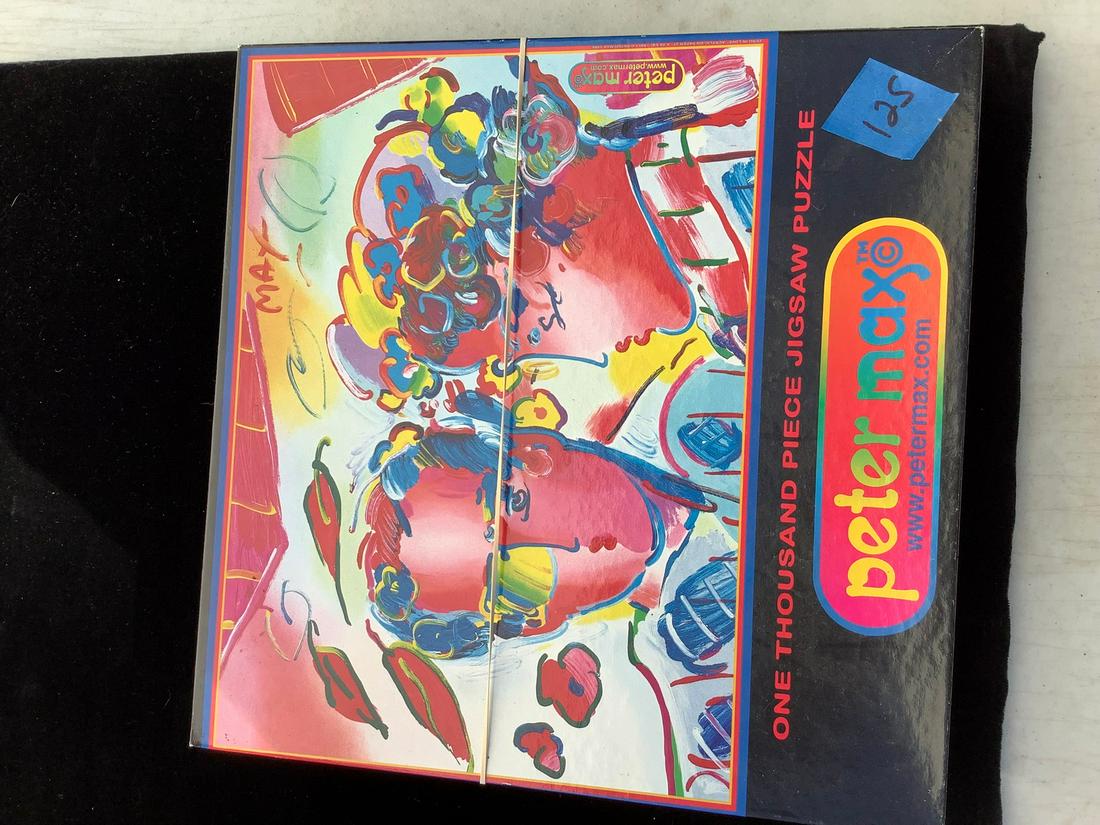 MAX
peter max©
www.petermax.com
125
ONE THOUSAND PIECE JIGSAW PUZZLE
peter max™©
www.petermax.com